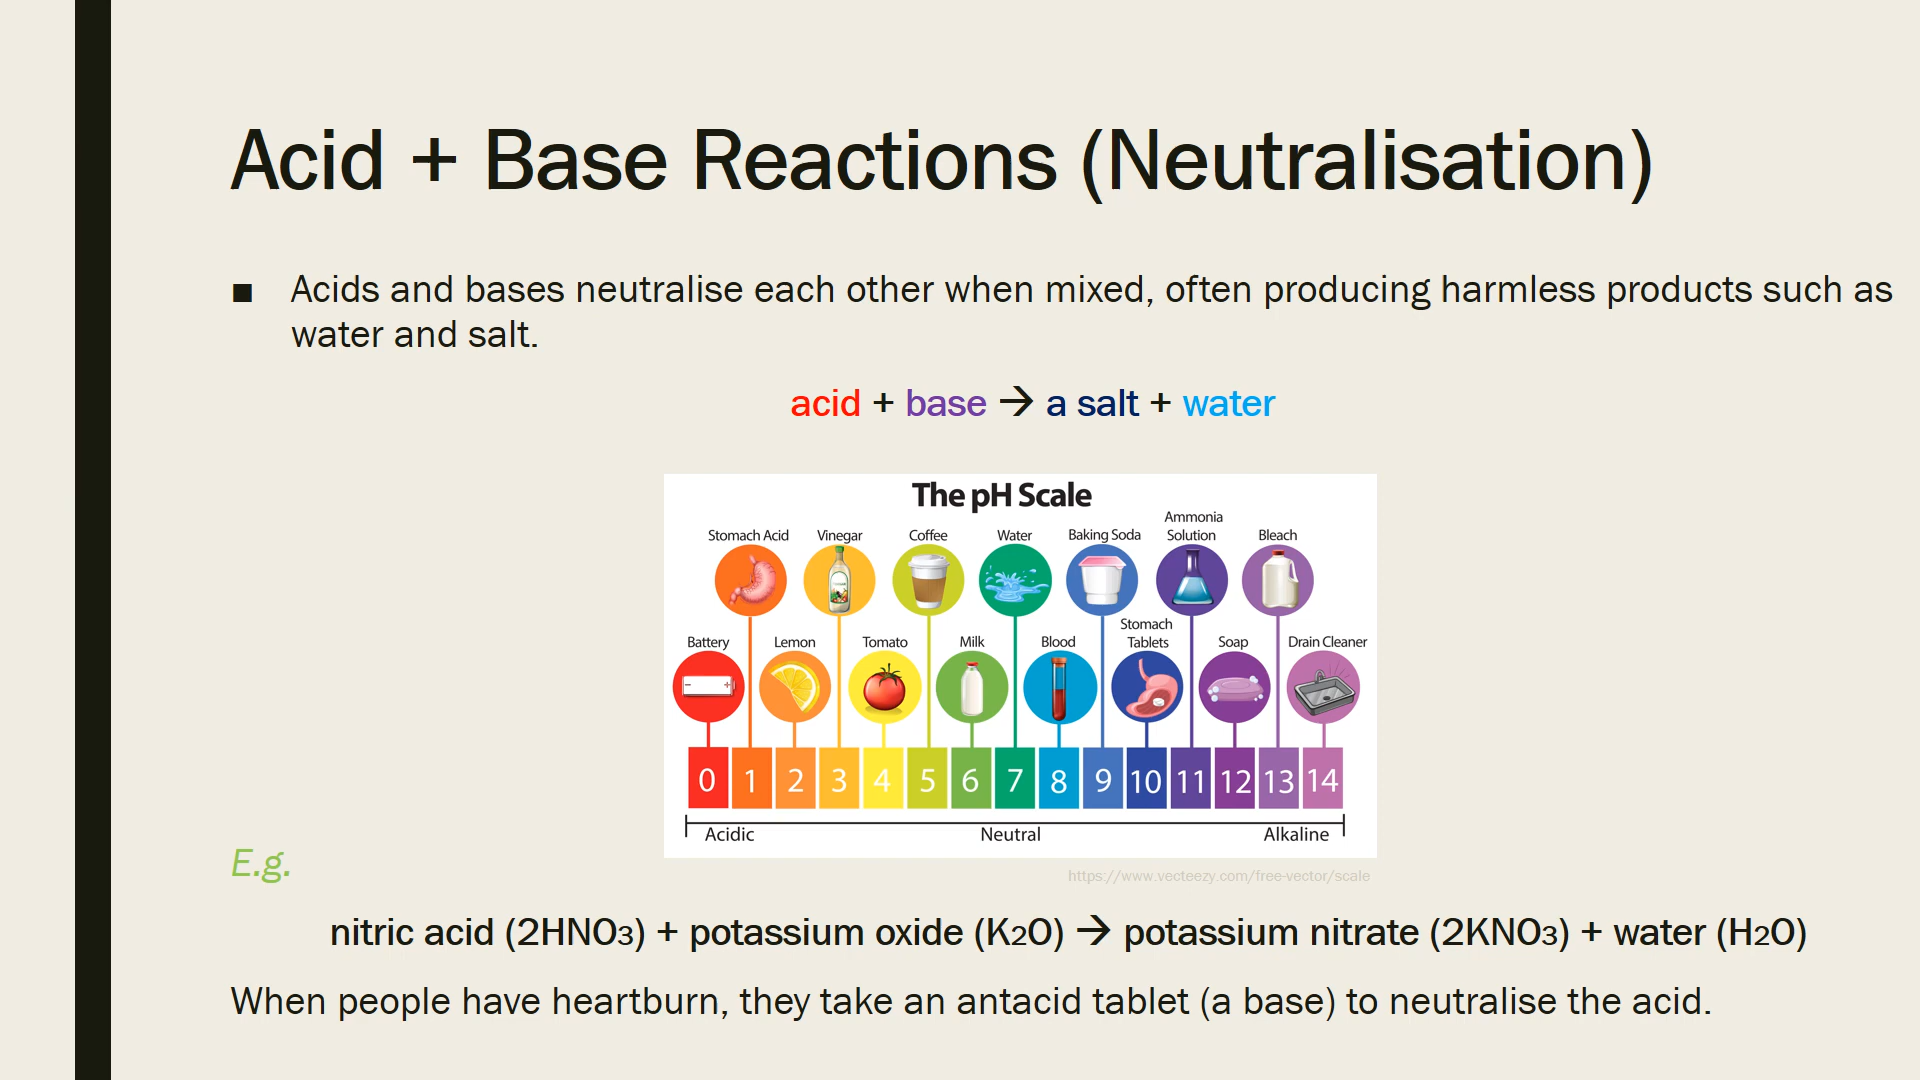 Acid + Base Reactions (Neutralisation)
■ Acids and bases neutralise each other when mixed, often producing harmless products such as
water and salt.
acid + base → a salt + water
The pH Scale
Stomach Acid Vinegar Coffee Water Baking Soda Ammonia Solution Bleach
Battery Lemon Tomato Milk Blood Stomach Tablets Soap Drain Cleaner
0 1 2 3 4 5 6 7 8 9 10 11 12 13 14
Acidic Neutral Alkaline
https://www.vecteezy.com/free-vector/scale
E.g.
nitric acid (2HNO₃) + potassium oxide (K₂O) → potassium nitrate (2KNO₃) + water (H₂O)
When people have heartburn, they take an antacid tablet (a base) to neutralise the acid.